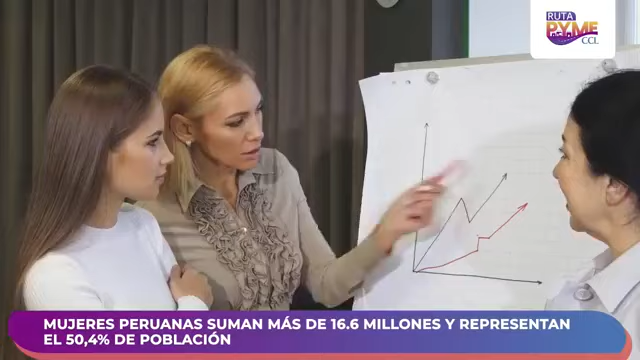 RUTA
PYME
CCL
MUJERES PERUANAS SUMAN MÁS DE 16.6 MILLONES Y REPRESENTAN
EL 50,4% DE POBLACIÓN